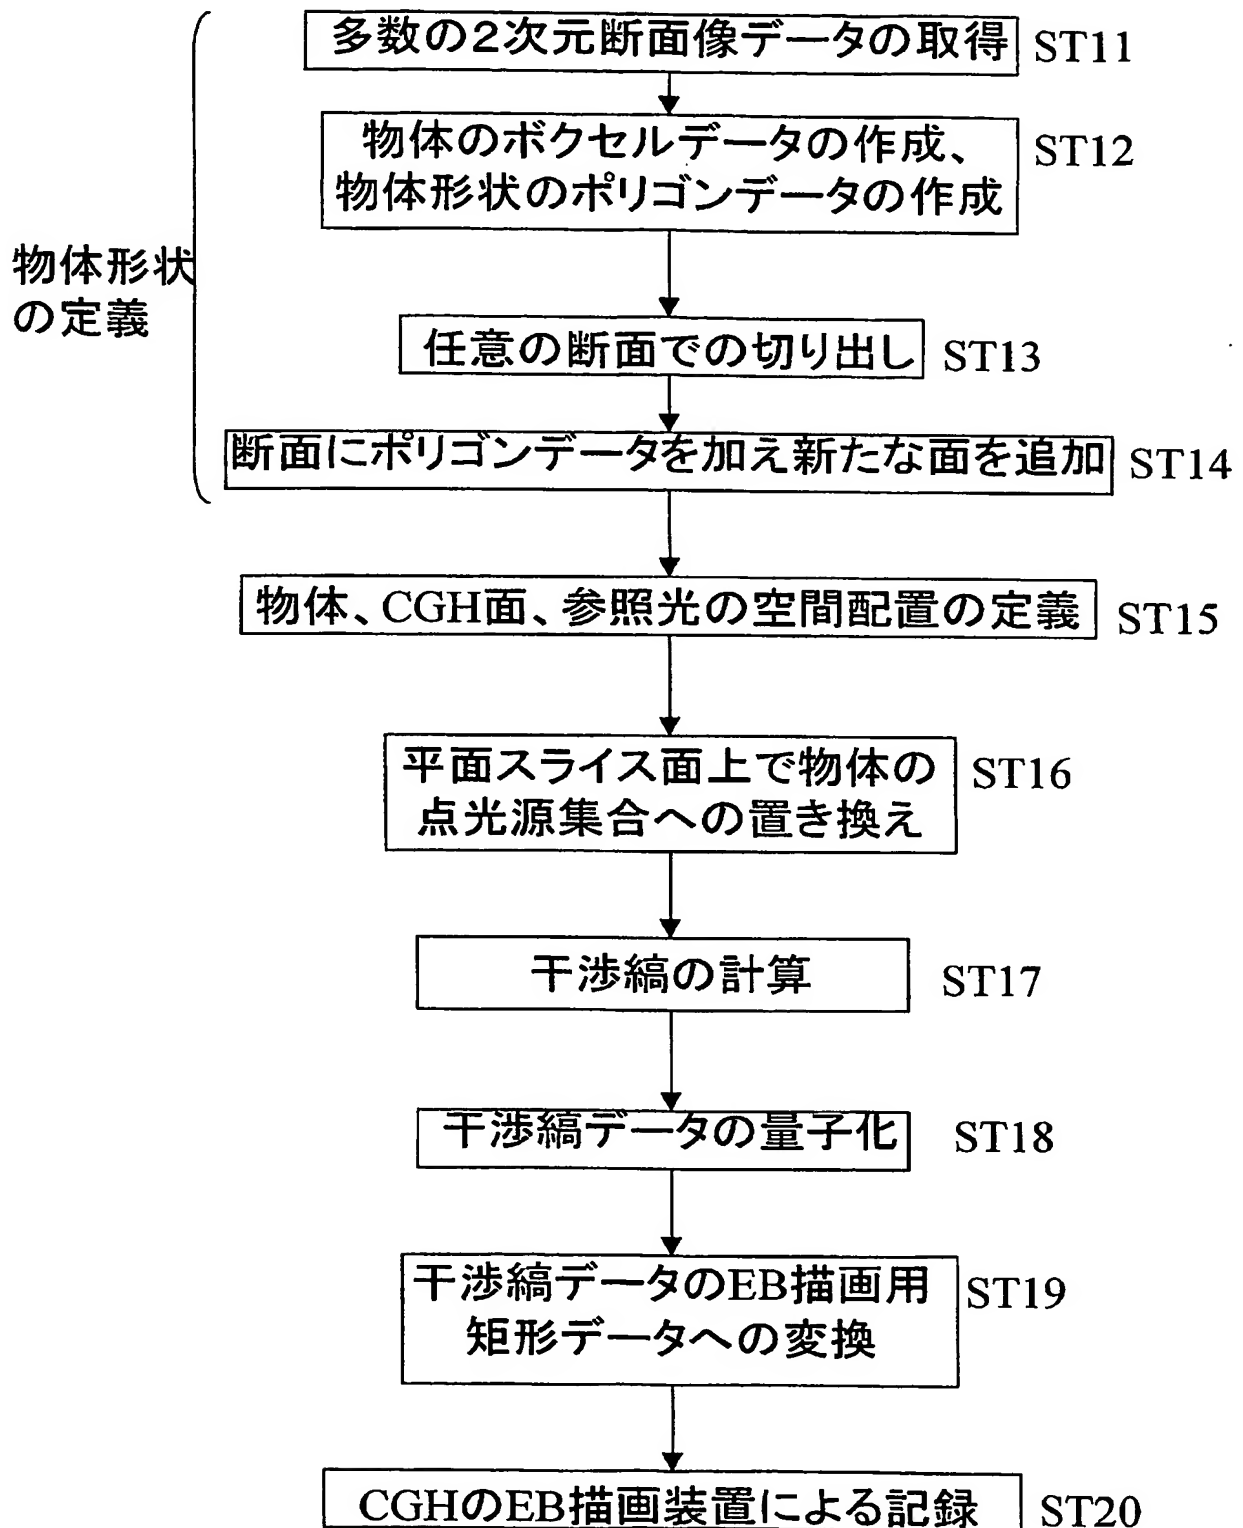 多数の2次元断面像データの取得 ST11
物体のボクセルデータの作成、 ST12
物体形状のポリゴンデータの作成
物体形状
の定義
任意の断面での切り出し ST13
断面にポリゴンデータを加え新たな面を追加 ST14
物体、CGH面、参照光の空間配置の定義 ST15
平面スライス面上で物体の ST16
点光源集合への置き換え
干渉縞の計算 ST17
干渉縞データの量子化 ST18
干渉縞データのEB描画用 ST19
矩形データへの変換
CGHのEB描画装置による記録 ST20